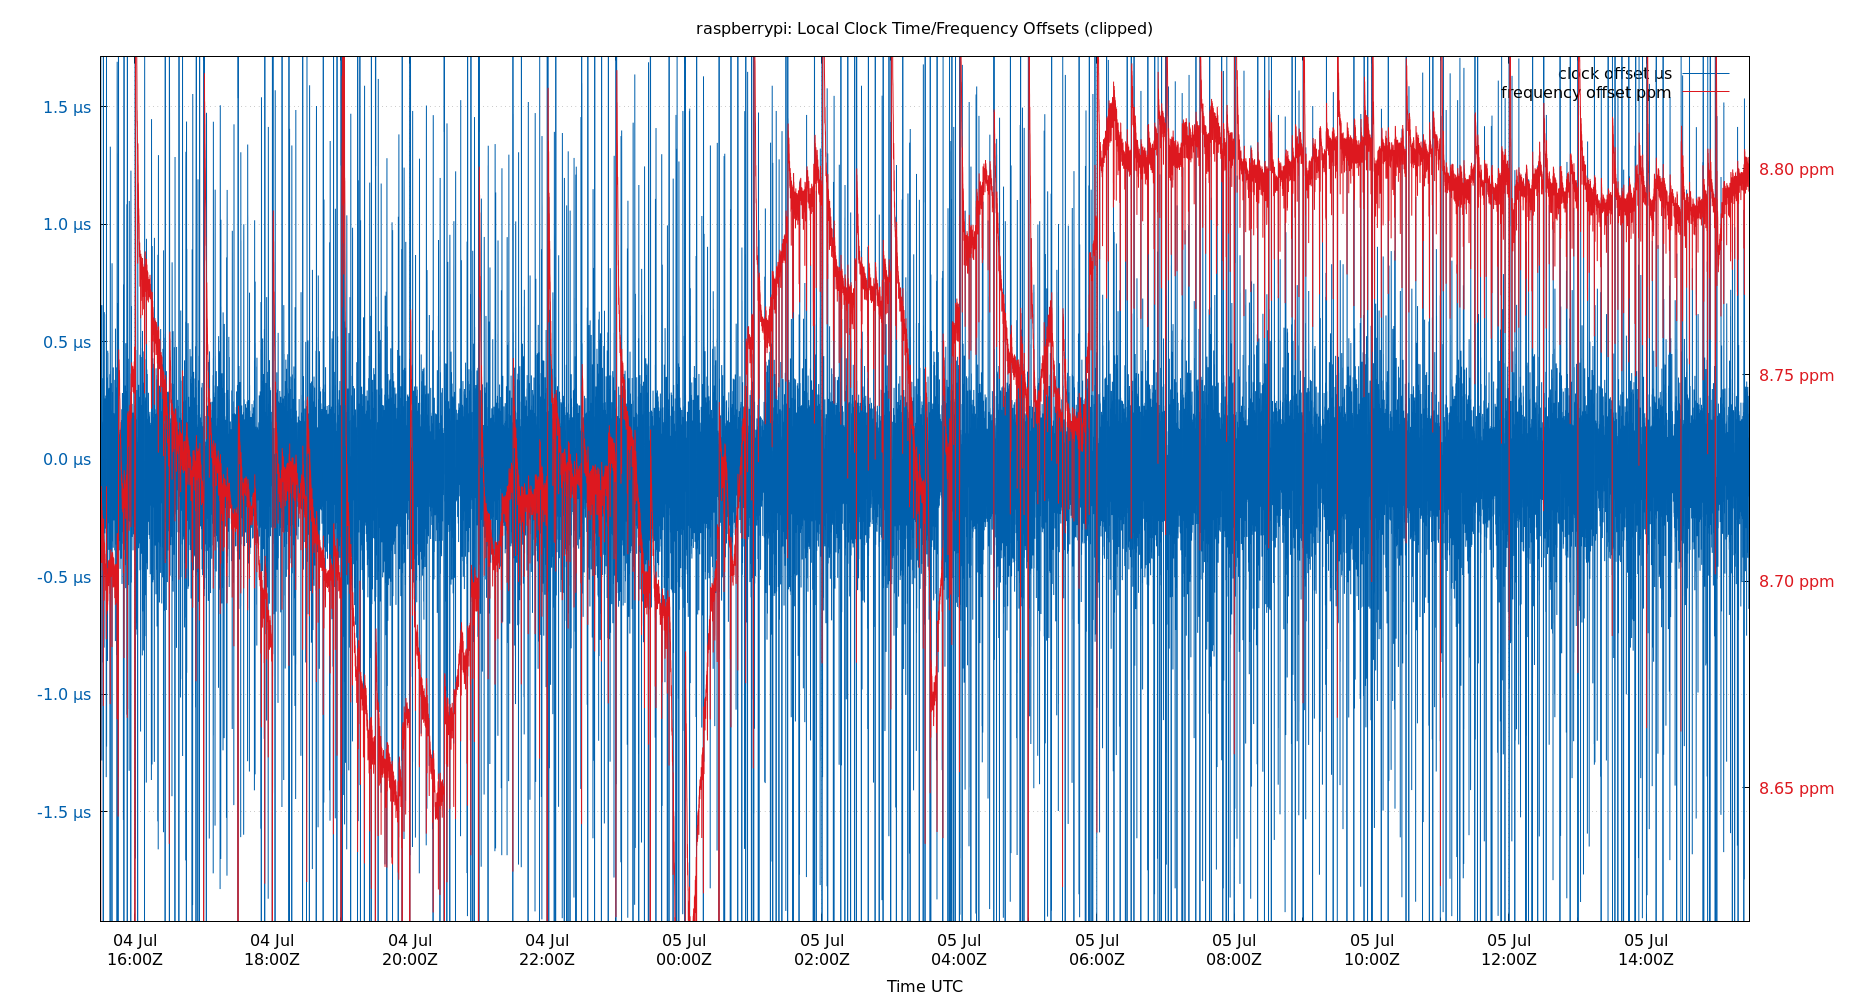 raspberrypi: Local Clock Time/Frequency Offsets (clipped)
clock offset µs
frequency offset ppm
1.5 µs
1.0 µs
0.5 µs
0.0 µs
-0.5 µs
-1.0 µs
-1.5 µs
8.80 ppm
8.75 ppm
8.70 ppm
8.65 ppm
04 Jul 04 Jul 04 Jul 04 Jul 05 Jul 05 Jul 05 Jul 05 Jul 05 Jul 05 Jul 05 Jul 05 Jul
16:00Z 18:00Z 20:00Z 22:00Z 00:00Z 02:00Z 04:00Z 06:00Z 08:00Z 10:00Z 12:00Z 14:00Z
Time UTC